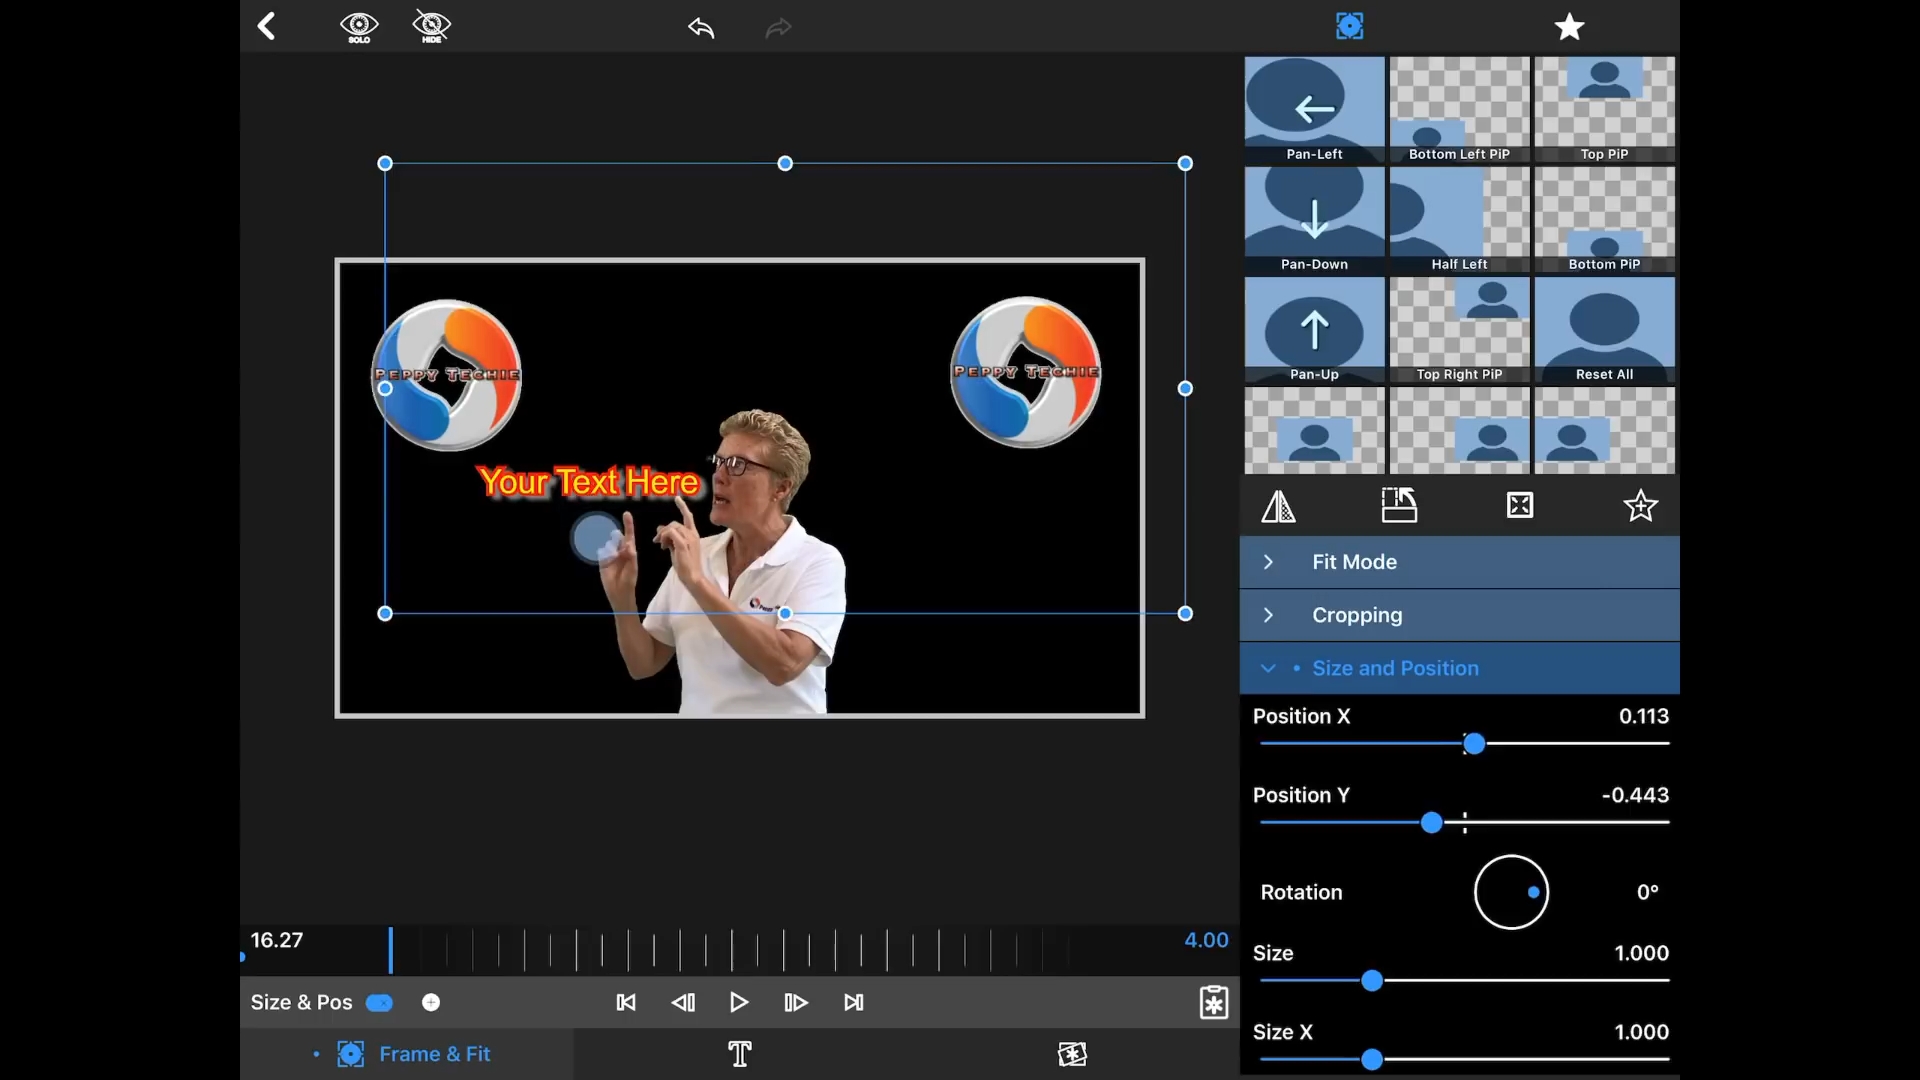 SOLO
HIDE
Pan-Left
Bottom Left PiP
Top PiP
Pan-Down
Half Left
Bottom PiP
Pan-Up
Top Right PiP
Reset All
PEPPY TECHIE
PEPPY TECHIE
Your Text Here
Fit Mode
Cropping
Size and Position
Position X
0.113
Position Y
-0.443
Rotation
0°
Size
1.000
Size X
1.000
16.27
4.00
Size & Pos
Frame & Fit